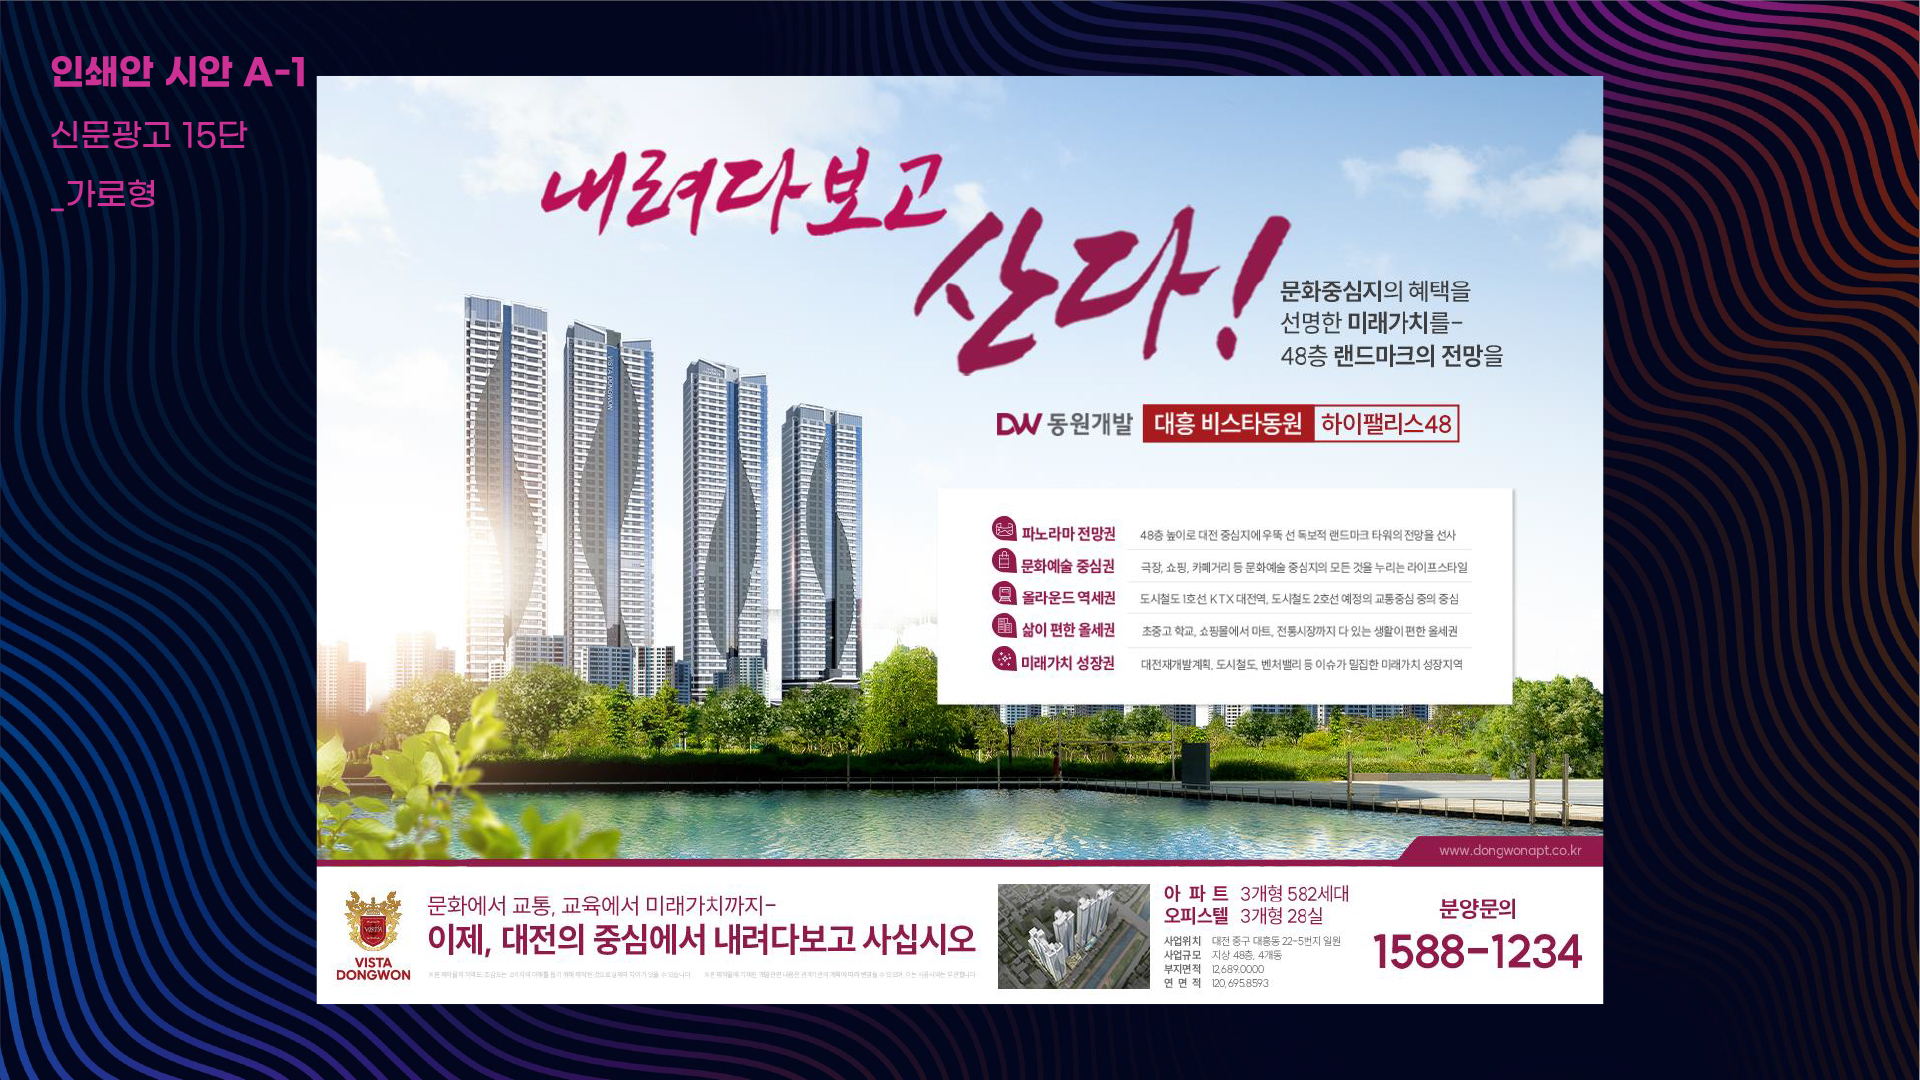 인쇄안 시안 A-1
신문광고 15단
_가로형
내려다보고
산다!
문화중심지의 혜택을
선명한 미래가치를-
48층 랜드마크의 전망을
VISTA DONGWON
DW 동원개발 대흥 비스타동원 하이팰리스48
파노라마 전망권 48층 높이로 대전 중심지에 우뚝 선 독보적 랜드마크 타워의 전망을 선사
문화예술 중심권 극장, 쇼핑, 카페거리 등 문화예술 중심지의 모든 것을 누리는 라이프스타일
올라운드 역세권 도시철도 1호선 KTX 대전역, 도시철도 2호선 예정의 교통중심 중의 중심
삶이 편한 올세권 초중고 학교, 쇼핑몰에서 마트, 전통시장까지 다 있는 생활이 편한 올세권
미래가치 성장권 대전재개발계획, 도시철도, 벤처밸리 등 이슈가 밀집한 미래가치 성장지역
www.dongwonapt.co.kr
VISTA
VISTA
DONGWON
문화에서 교통, 교육에서 미래가치까지-
이제, 대전의 중심에서 내려다보고 사십시오
아 파 트 3개형 582세대
오피스텔 3개형 28실
사업위치 대전 중구 대흥동 22-5번지 일원
사업규모 지상 48층, 4개동
부지면적 12,689.0000
연 면 적 120,695.8593
분양문의
1588-1234